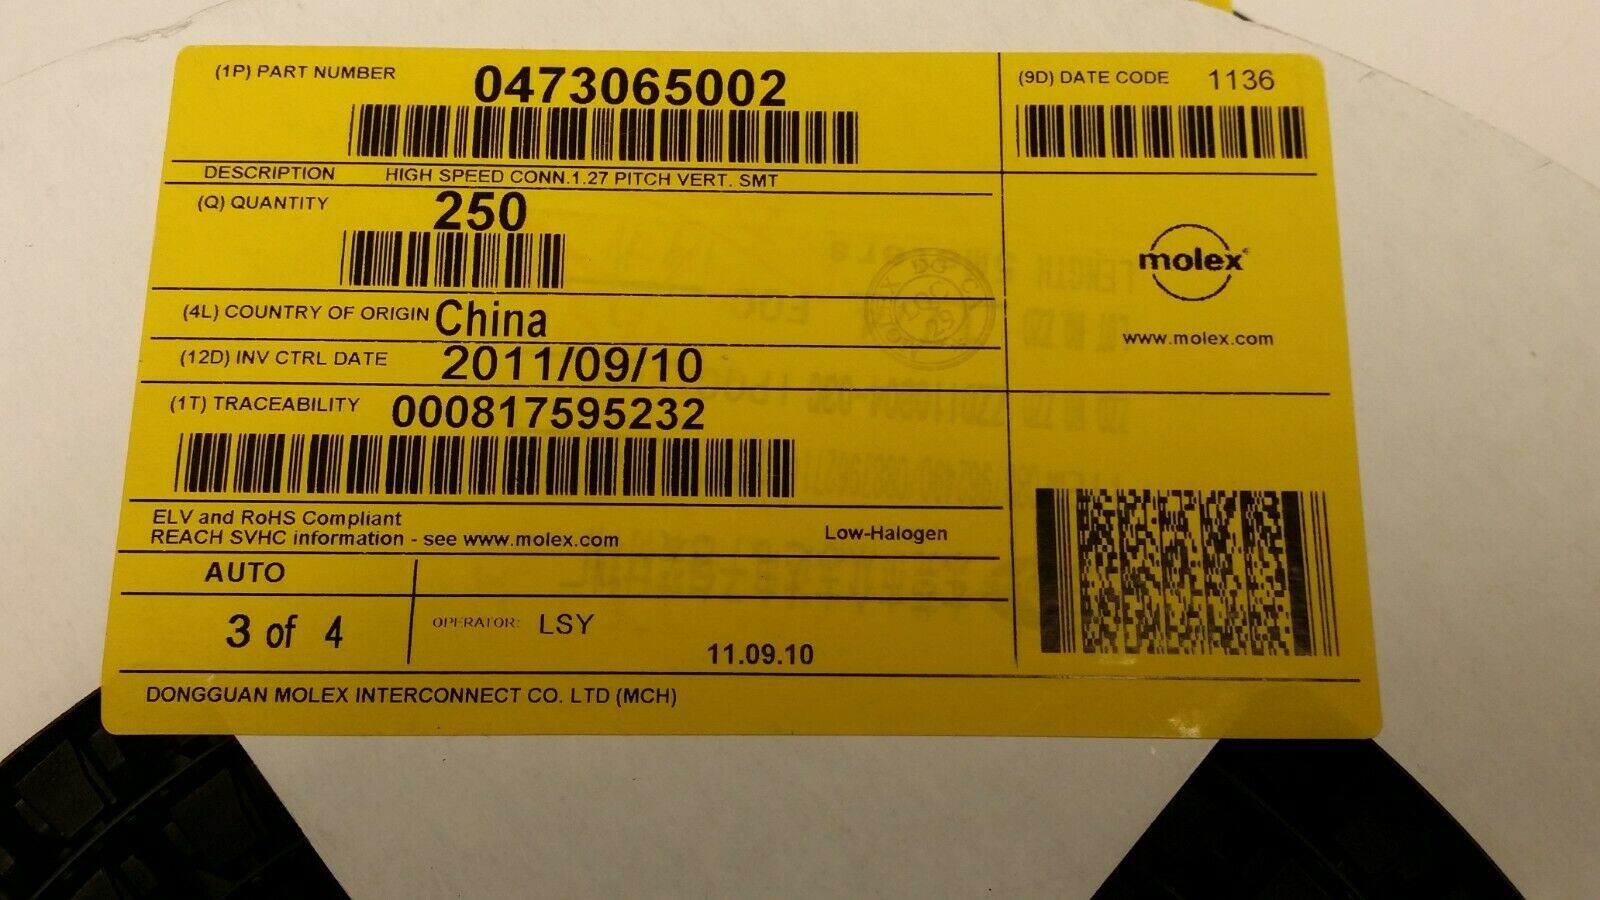 (1P) PART NUMBER 0473065002
(9D) DATE CODE 1136
DESCRIPTION HIGH SPEED CONN.1.27 PITCH VERT. SMT
(Q) QUANTITY 250
molex
www.molex.com
(4L) COUNTRY OF ORIGIN China
(12D) INV CTRL DATE 2011/09/10
(1T) TRACEABILITY 000817595232
ELV and RoHS Compliant
REACH SVHC information - see www.molex.com Low-Halogen
AUTO
3 of 4
OPERATOR: LSY
11.09.10
DONGGUAN MOLEX INTERCONNECT CO. LTD (MCH)